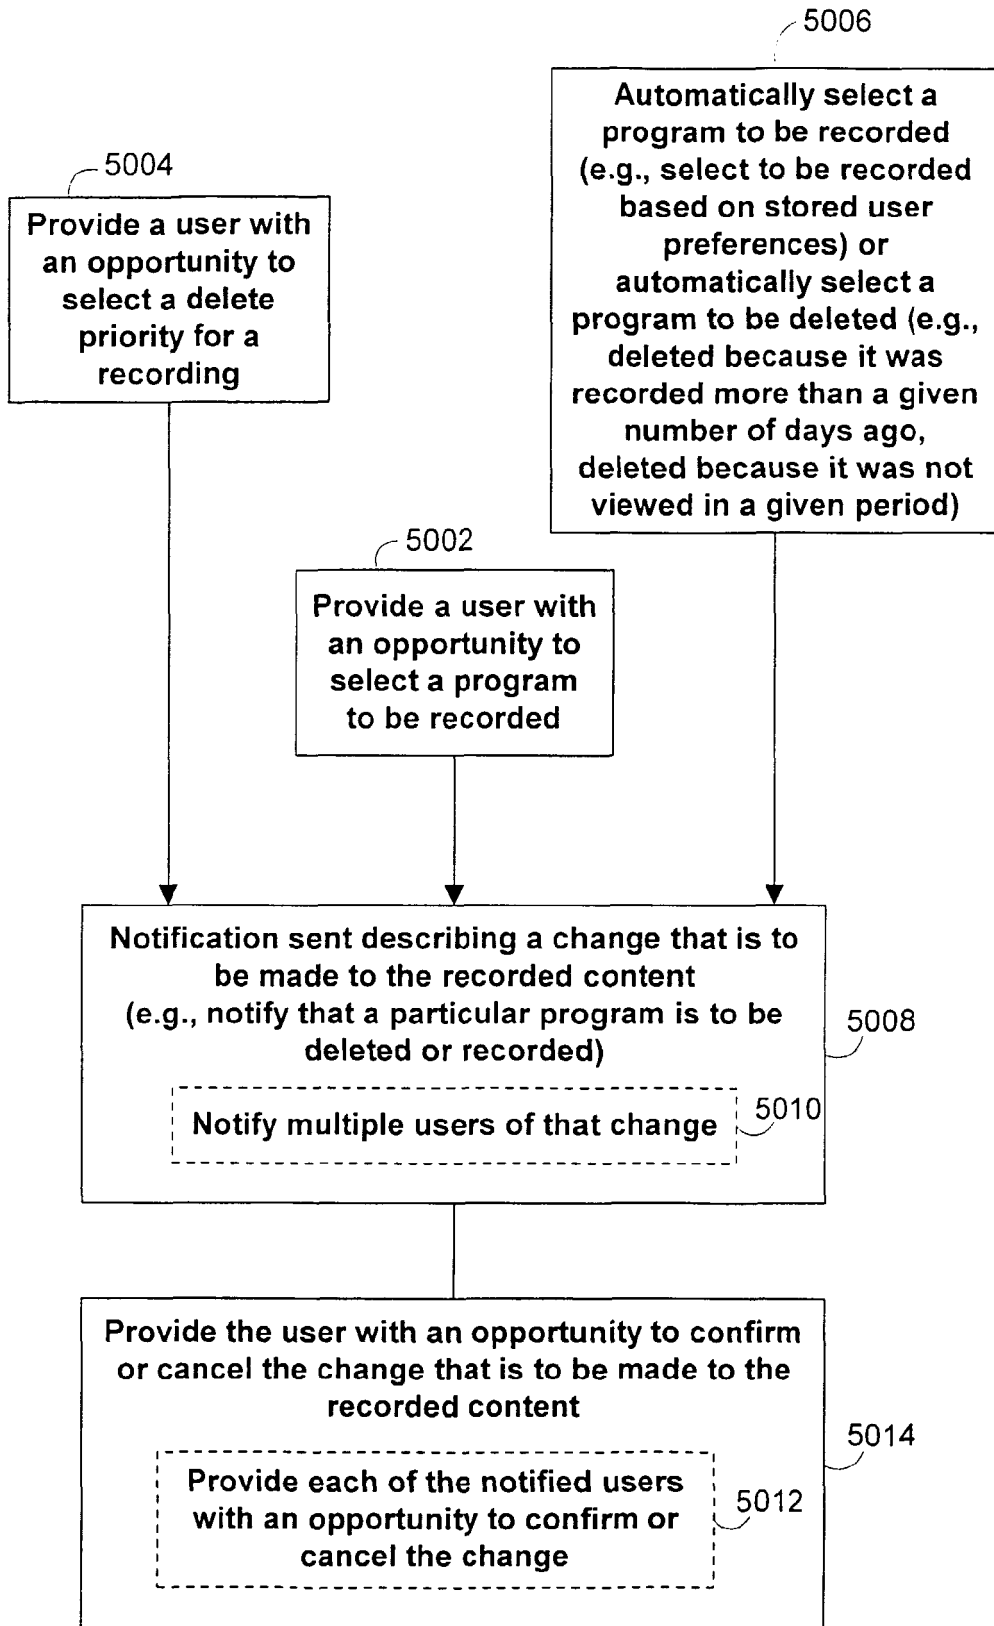 5006
Automatically select a
program to be recorded
(e.g., select to be recorded
based on stored user
preferences) or
automatically select a
program to be deleted (e.g.,
deleted because it was
recorded more than a given
number of days ago,
deleted because it was not
viewed in a given period)
5004
Provide a user with
an opportunity to
select a delete
priority for a
recording
5002
Provide a user with
an opportunity to
select a program
to be recorded
Notification sent describing a change that is to
be made to the recorded content
(e.g., notify that a particular program is to be
deleted or recorded)
5008
Notify multiple users of that change
5010
Provide the user with an opportunity to confirm
or cancel the change that is to be made to the
recorded content
5014
Provide each of the notified users
with an opportunity to confirm or
cancel the change
5012